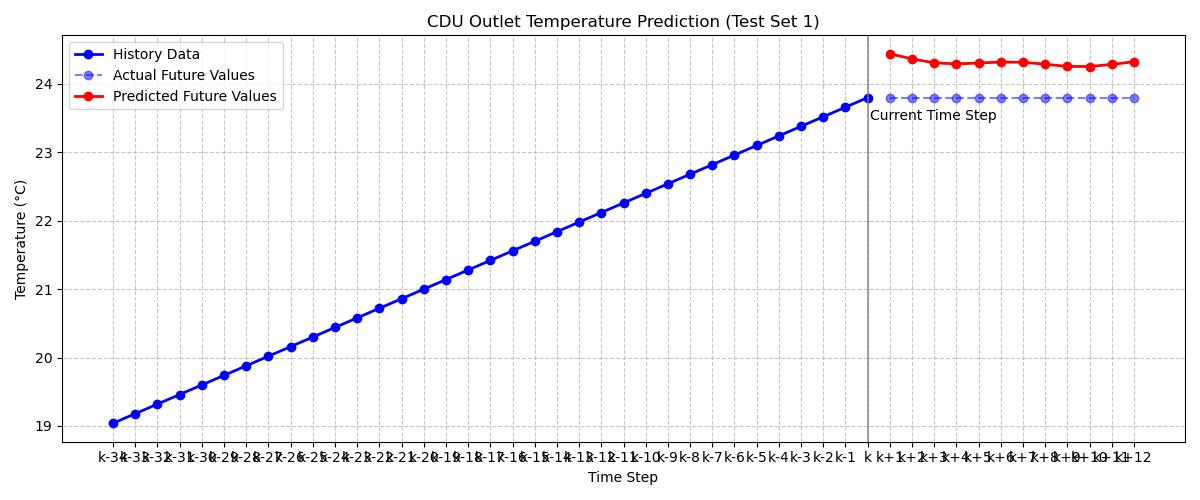 CDU Outlet Temperature Prediction (Test Set 1)
History Data
Actual Future Values
Predicted Future Values
Current Time Step
Temperature (°C)
24
23
22
21
20
19
k-34 k-33 k-32 k-31 k-30 k-29 k-28 k-27 k-26 k-25 k-24 k-23 k-22 k-21 k-20 k-19 k-18 k-17 k-16 k-15 k-14 k-13 k-12 k-11 k-10 k-9 k-8 k-7 k-6 k-5 k-4 k-3 k-2 k-1 k k+1 k+2 k+3 k+4 k+5 k+6 k+7 k+8 k+9 k+10 k+11 k+12
Time Step